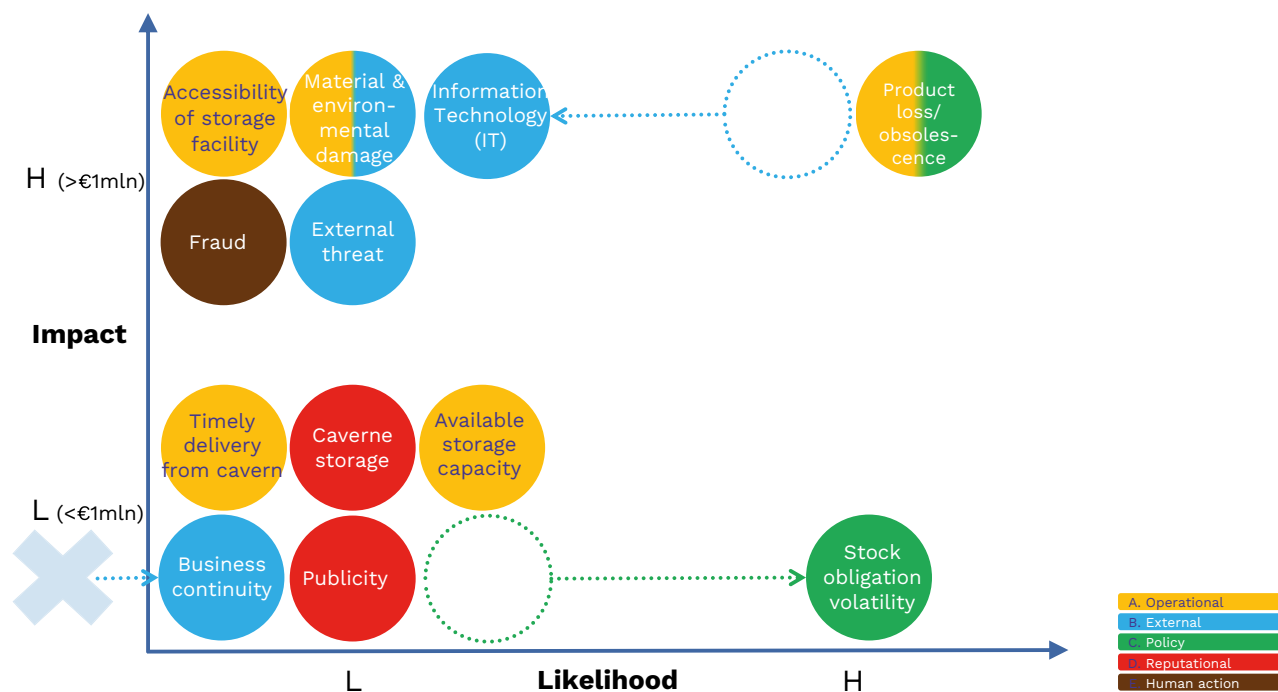 Accessibility
of storage
facility
Material &
environ-
mental
damage
Information
Technology
(IT)
Product
loss/
obsoles-
cence
H (>€1mln)
Fraud
External
threat
Impact
Timely
delivery
from cavern
Caverne
storage
Available
storage
capacity
L (<€1mln)
Business
continuity
Publicity
Stock
obligation
volatility
A. Operational
B. External
C. Policy
D. Reputational
Human action
L
Likelihood
H